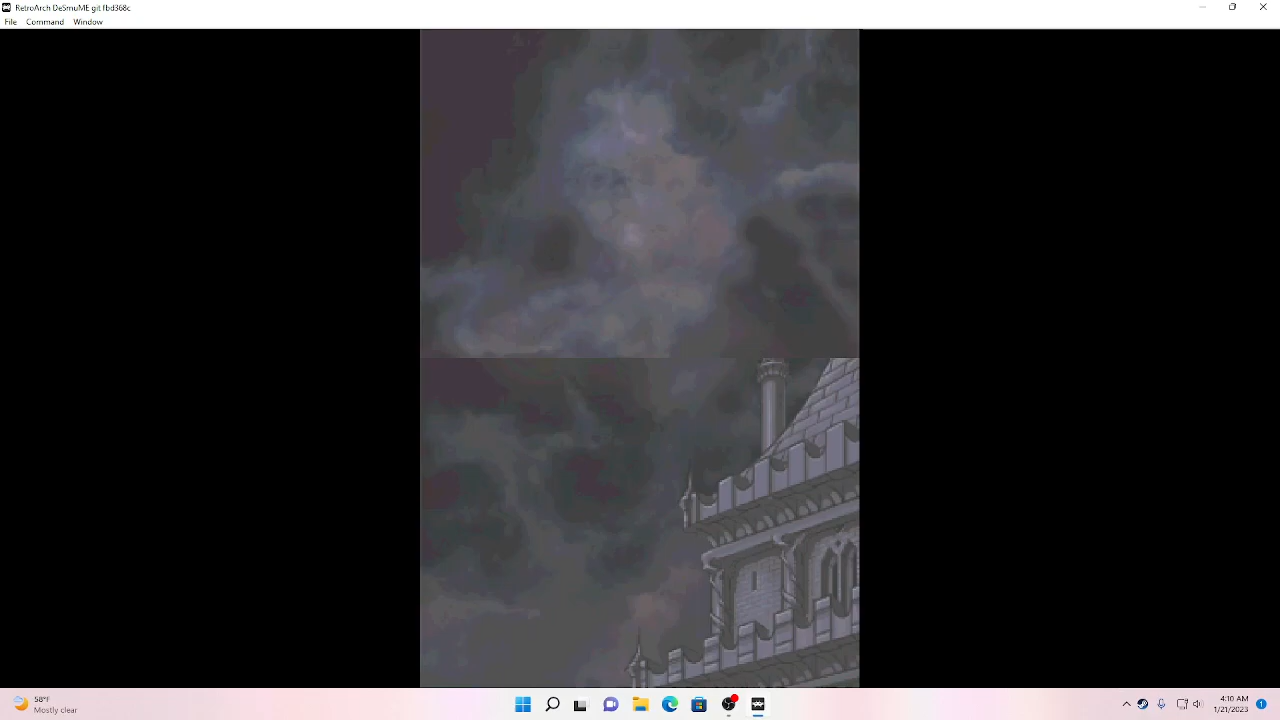 RetroArch DeSmuME git fbd368c
File Command Window
58°F
Mostly clear
4:10 AM
1/21/2023